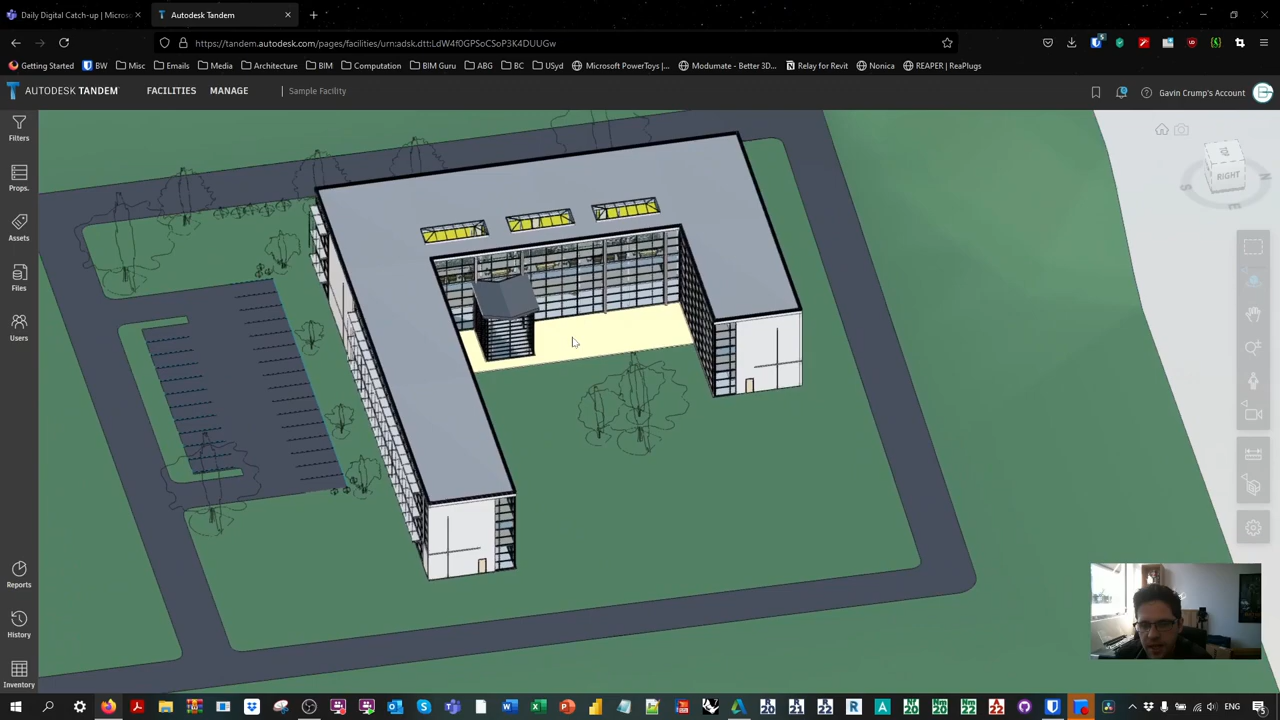 Daily Digital Catch-up | Micros
Autodesk Tandem
https://tandem.autodesk.com/pages/facilities/urn:adsk.dtt:LdW4f0GPSoCSoP3K4DUUGw
Getting Started
BW
Misc
Emails
Media
Architecture
BIM
Computation
BIM Guru
ABG
BC
USyd
Microsoft PowerToys |...
Modumate - Better 3D...
Relay for Revit
Nonica
REAPER | ReaPlugs
AUTODESK TANDEM
FACILITIES
MANAGE
Sample Facility
Gavin Crump's Account
Filters
Props.
Assets
Files
Users
Reports
History
Inventory
RIGHT
ENG